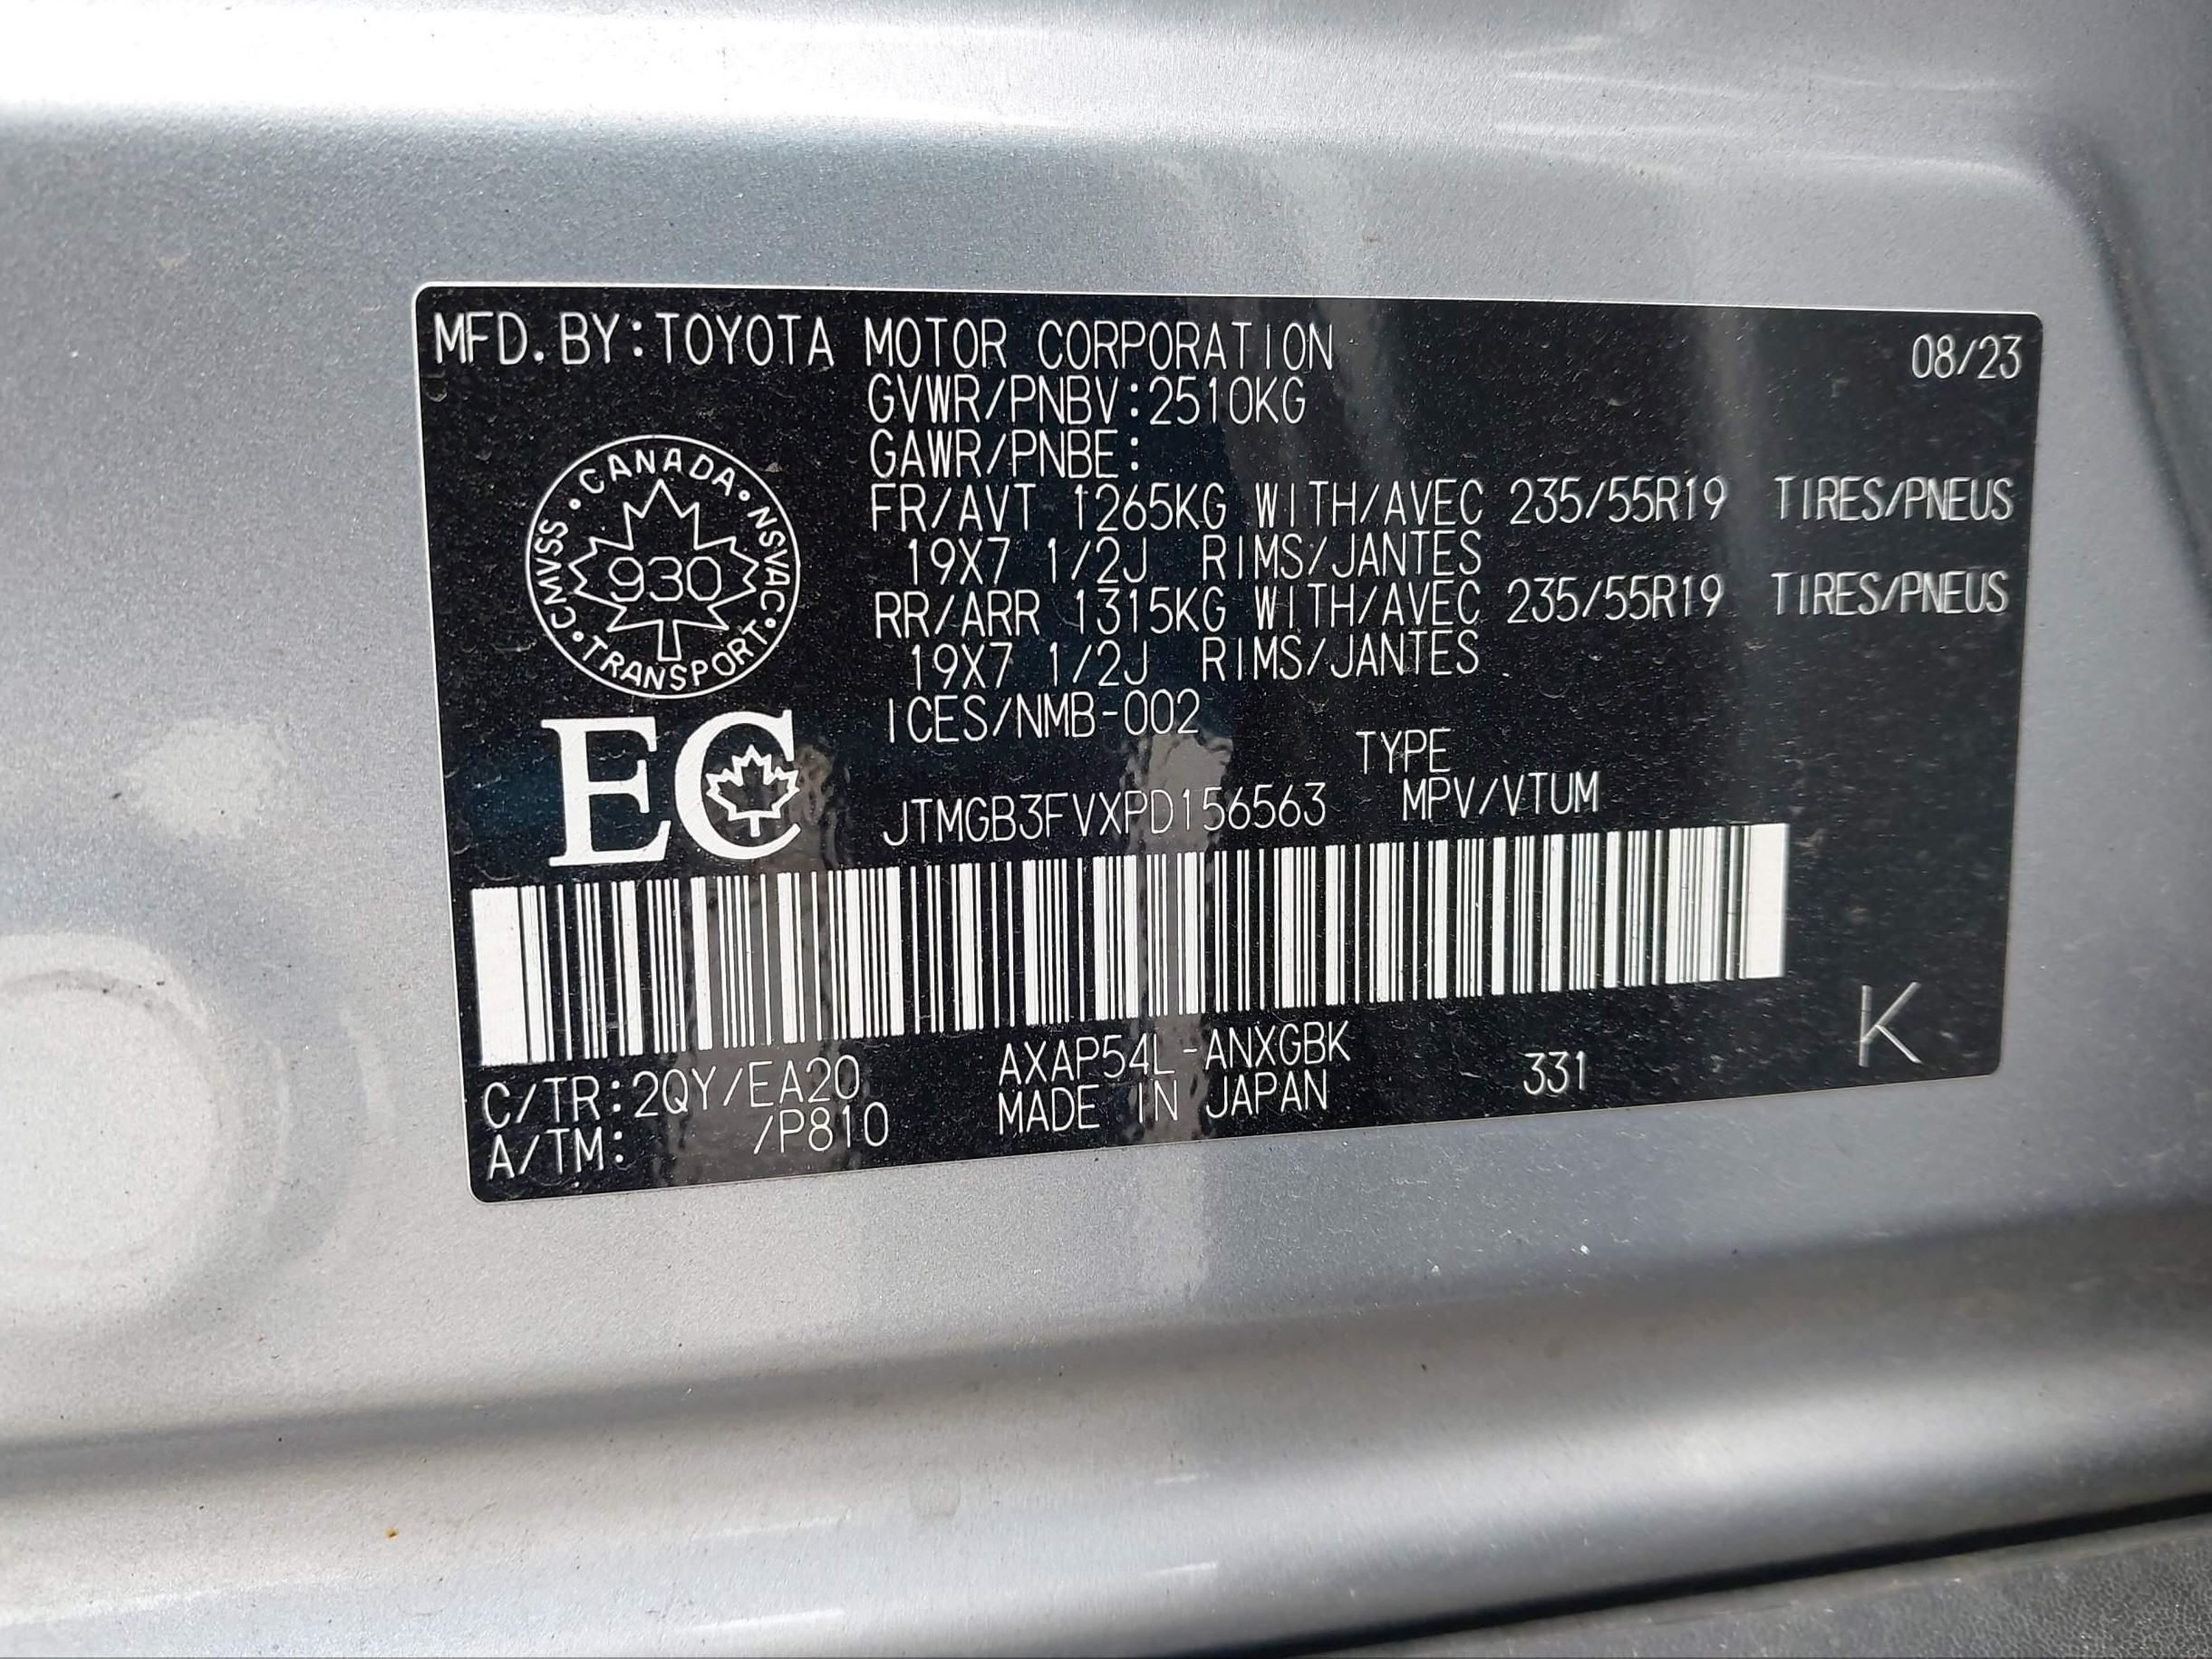 MFD.BY:TOYOTA MOTOR CORPORATION 08/23
GVWR/PNBV:2510KG
GAWR/PNBE:
FR/AVT 1265KG WITH/AVEC 235/55R19 TIRES/PNEUS
19X7 1/2J RIMS/JANTES
RR/ARR 1315KG WITH/AVEC 235/55R19 TIRES/PNEUS
19X7 1/2J RIMS/JANTES
ICES/NMB-002
CANADA
NSVAC
TRANSPORT
CMVSS
930
EC
TYPE
JTMGB3FVXPD156563 MPV/VTUM
C/TR:2QY/EA20 AXAP54L-ANXGBK 331 K
A/TM: /P810 MADE IN JAPAN